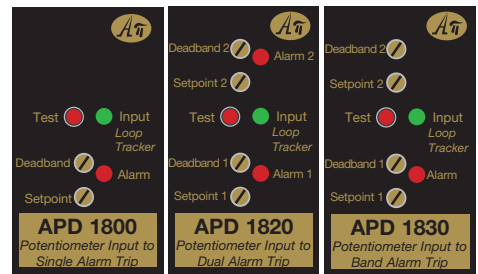 Aπ
Test
Input
Loop
Tracker
Deadband
Alarm
Setpoint
APD 1800
Potentiometer Input to
Single Alarm Trip
Aπ
Deadband 2
Alarm 2
Setpoint 2
Test
Input
Loop
Tracker
Deadband 1
Alarm 1
Setpoint 1
APD 1820
Potentiometer Input to
Dual Alarm Trip
Aπ
Deadband 2
Setpoint 2
Test
Input
Loop
Tracker
Deadband 1
Alarm
Setpoint 1
APD 1830
Potentiometer Input to
Band Alarm Trip